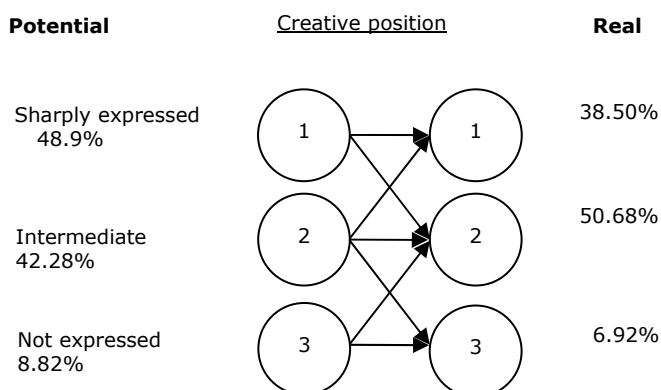 Potential Creative position Real
Sharply expressed
48.9%
1 1
38.50%
Intermediate
42.28%
2 2
50.68%
Not expressed
8.82%
3 3
6.92%